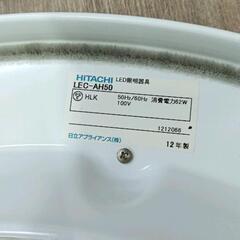 HITACHI LED照明器具
LEC-AH50
HLK 50Hz/60Hz 消費電力62W
100V
1212066
日立アプライアンス(株) 12年製